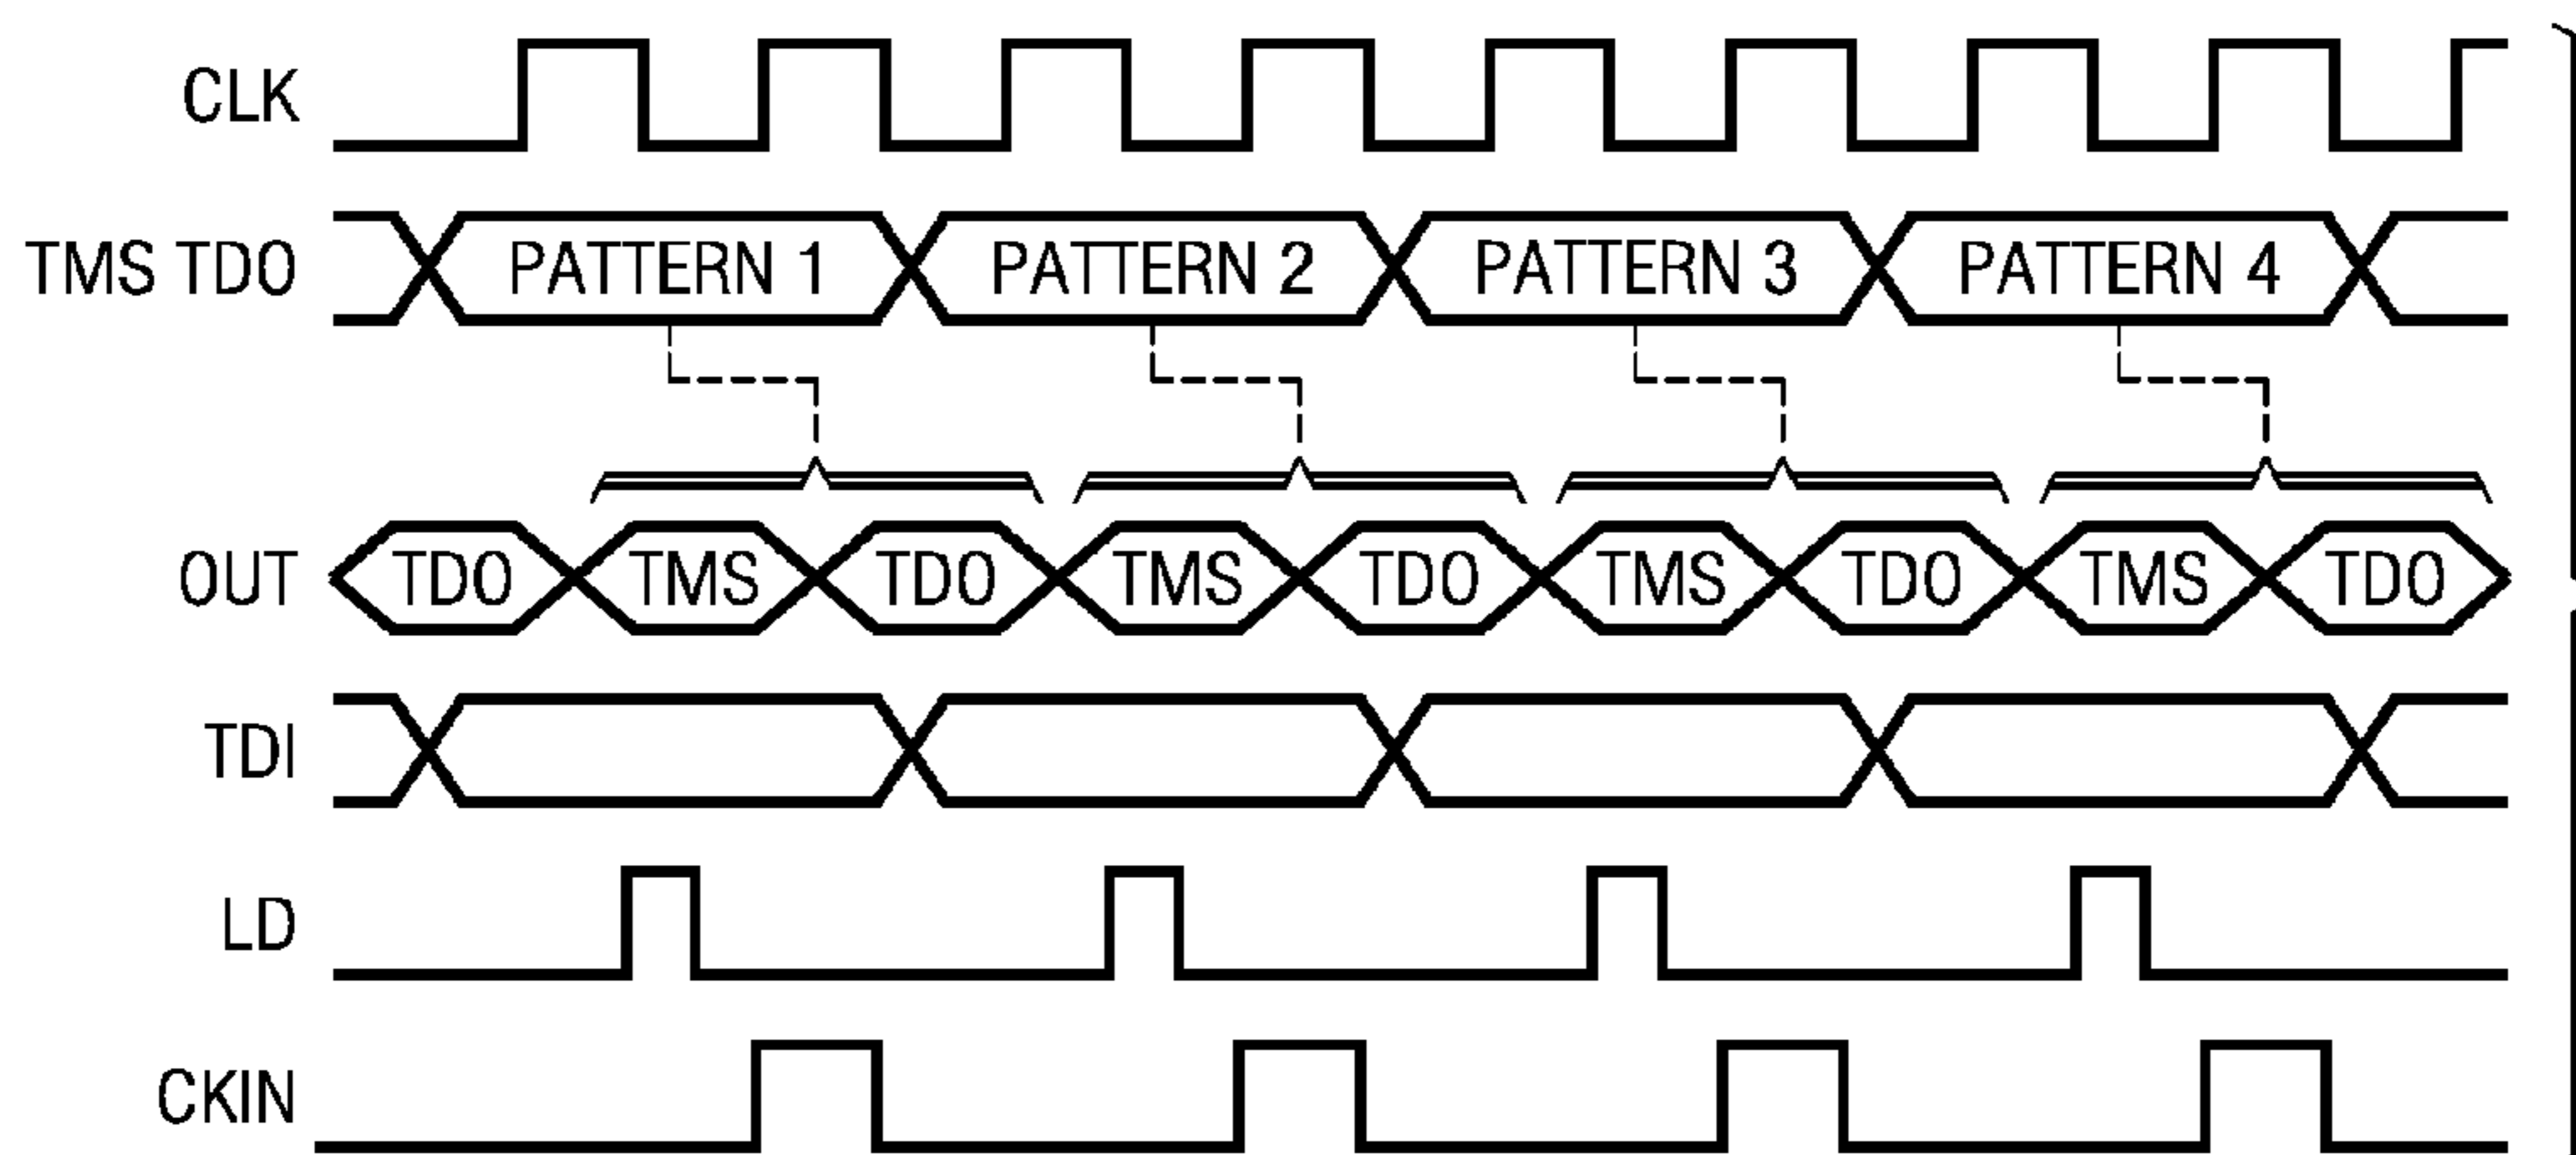 CLK
TMS TDO PATTERN 1 PATTERN 2 PATTERN 3 PATTERN 4
OUT TDO TMS TDO TMS TDO TMS TDO TMS TDO
TDI
LD
CKIN